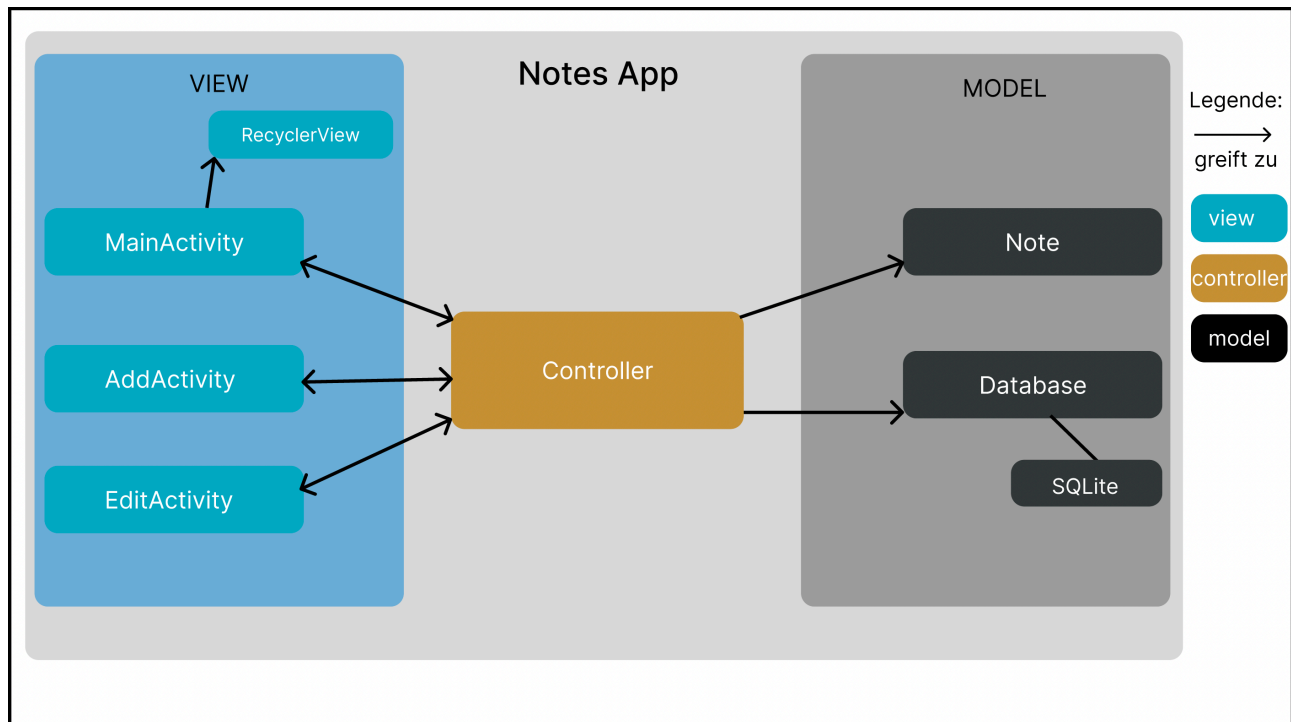 Notes App
VIEW
RecyclerView
MainActivity
AddActivity
EditActivity
Controller
MODEL
Note
Database
SQLite
Legende:
greift zu
view
controller
model